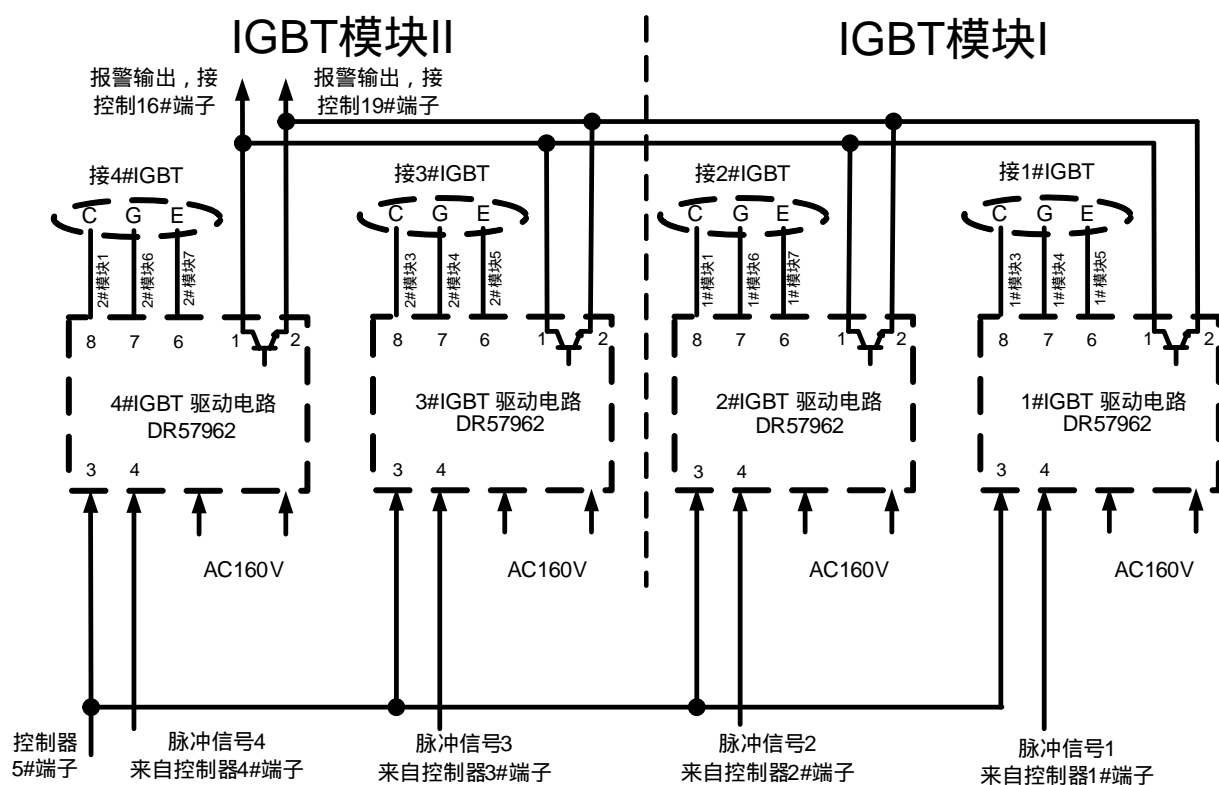 IGBT模块II
IGBT模块I
报警输出，接
控制16#端子
报警输出，接
控制19#端子
接4#IGBT
接3#IGBT
接2#IGBT
接1#IGBT
C G E
C G E
C G E
C G E
2#模块1
2#模块6
2#模块7
2#模块3
2#模块4
2#模块5
1#模块1
1#模块6
1#模块7
1#模块3
1#模块4
1#模块5
8 7 6 1 2
8 7 6 1 2
8 7 6 1 2
8 7 6 1 2
4#IGBT 驱动电路
DR57962
3#IGBT 驱动电路
DR57962
2#IGBT 驱动电路
DR57962
1#IGBT 驱动电路
DR57962
3 4
3 4
3 4
3 4
AC160V
AC160V
AC160V
AC160V
控制器
5#端子
脉冲信号4
来自控制器4#端子
脉冲信号3
来自控制器3#端子
脉冲信号2
来自控制器2#端子
脉冲信号1
来自控制器1#端子